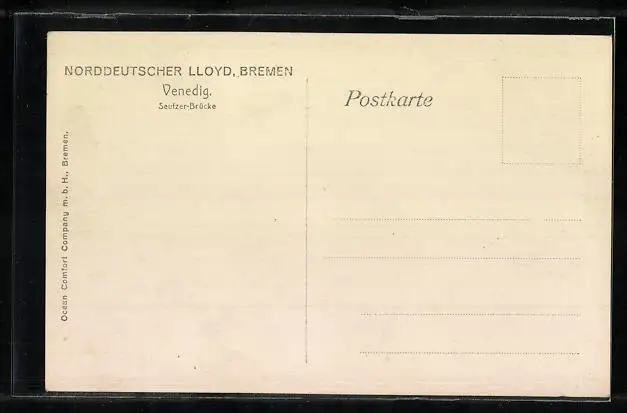 NORDDEUTSCHER LLOYD, BREMEN
Venedig.
Seufzer-Brücke
Postkarte
Ocean Comfort Company m. b. H., Bremen.